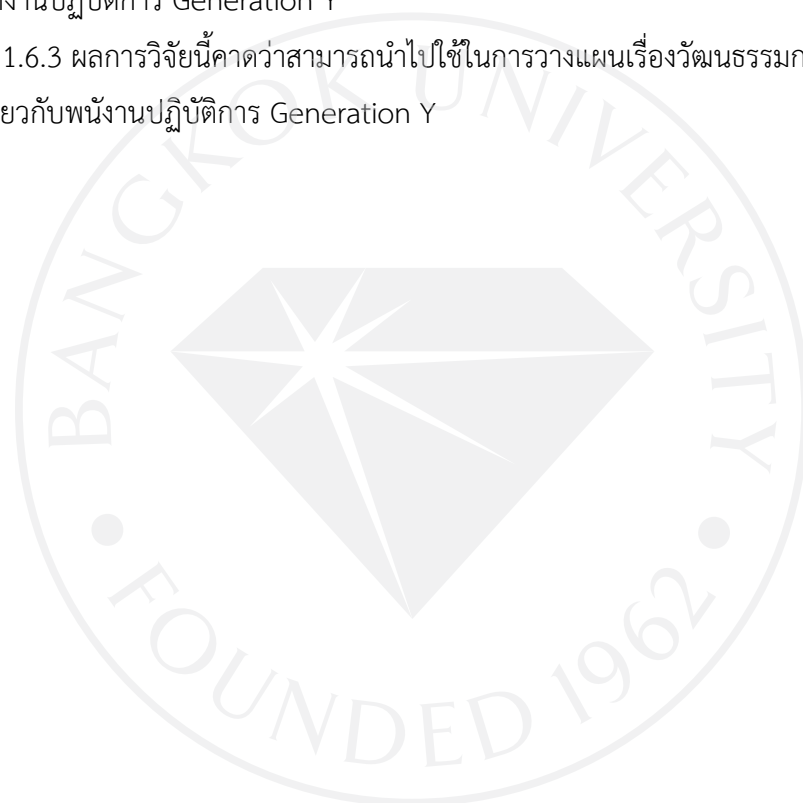 งานปฏิบัติการ Generation Y
1.6.3 ผลการวิจัยนี้คาดว่าสามารถนำไปใช้ในการวางแผนเรื่องวัฒนธรรมก
ยวกับพนังานปฏิบัติการ Generation Y
BANGKOK UNIVERSITY
• FOUNDED 1962 •